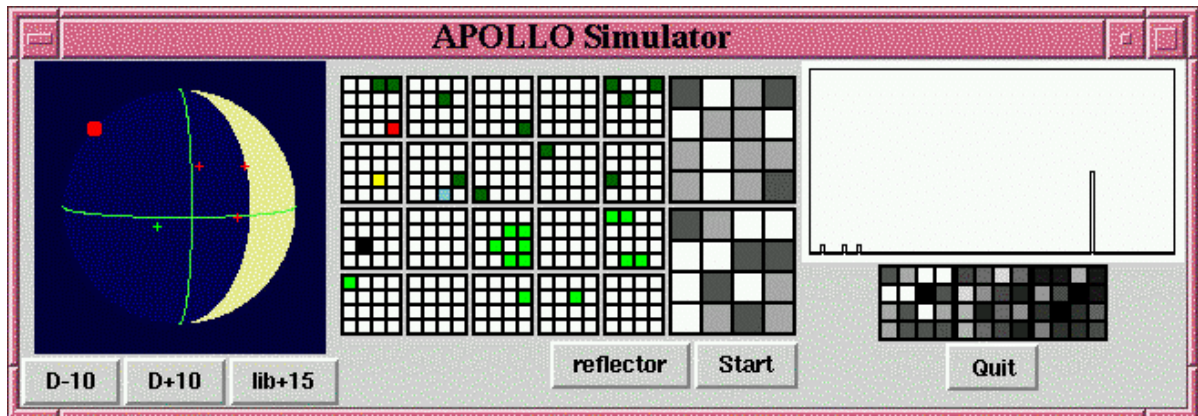 APOLLO Simulator
reflector
Start
Quit
D-10
D+10
lib+15